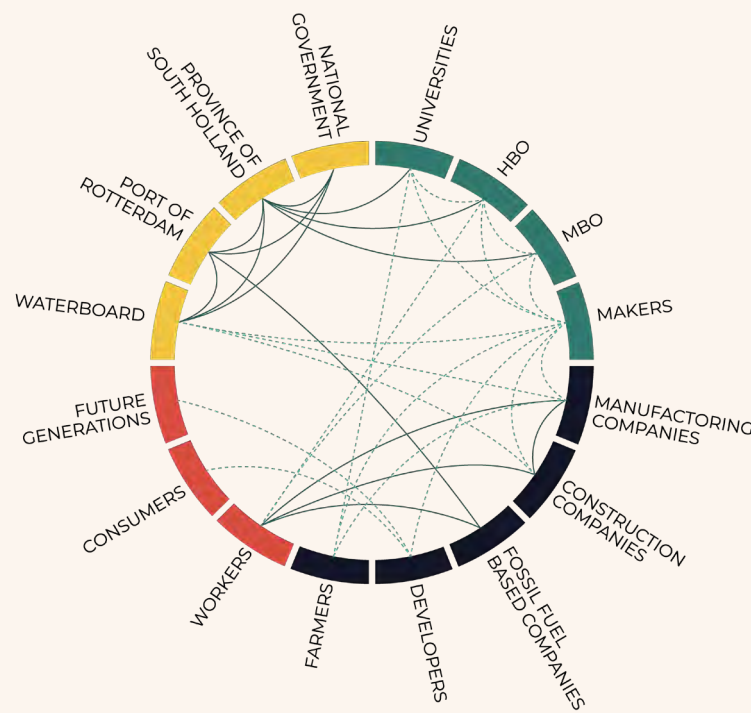 NATIONAL
GOVERNMENT
UNIVERSITIES
HBO
MBO
MAKERS
MANUFACTORING
COMPANIES
CONSTRUCTION
COMPANIES
FOSSIL FUEL
BASED COMPANIES
DEVELOPERS
FARMERS
WORKERS
CONSUMERS
FUTURE
GENERATIONS
WATERBOARD
PORT OF
ROTTERDAM
PROVINCE OF
SOUTH HOLLAND